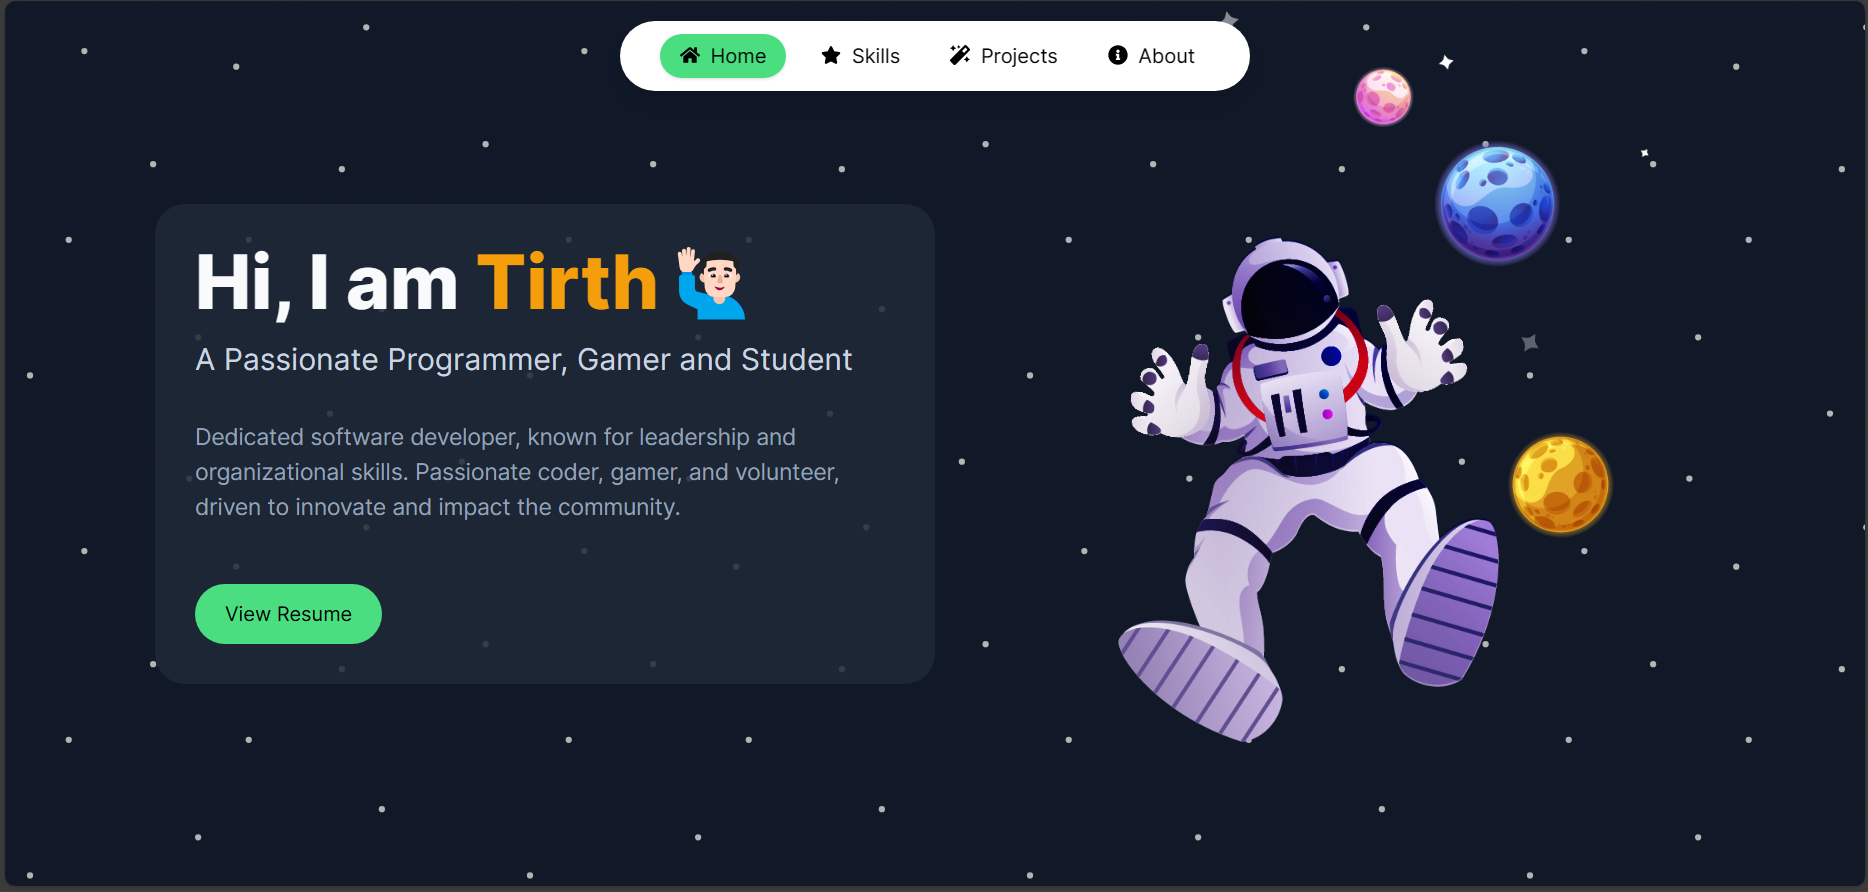 Home Skills Projects About
Hi, I am Tirth
A Passionate Programmer, Gamer and Student
Dedicated software developer, known for leadership and
organizational skills. Passionate coder, gamer, and volunteer,
driven to innovate and impact the community.
View Resume